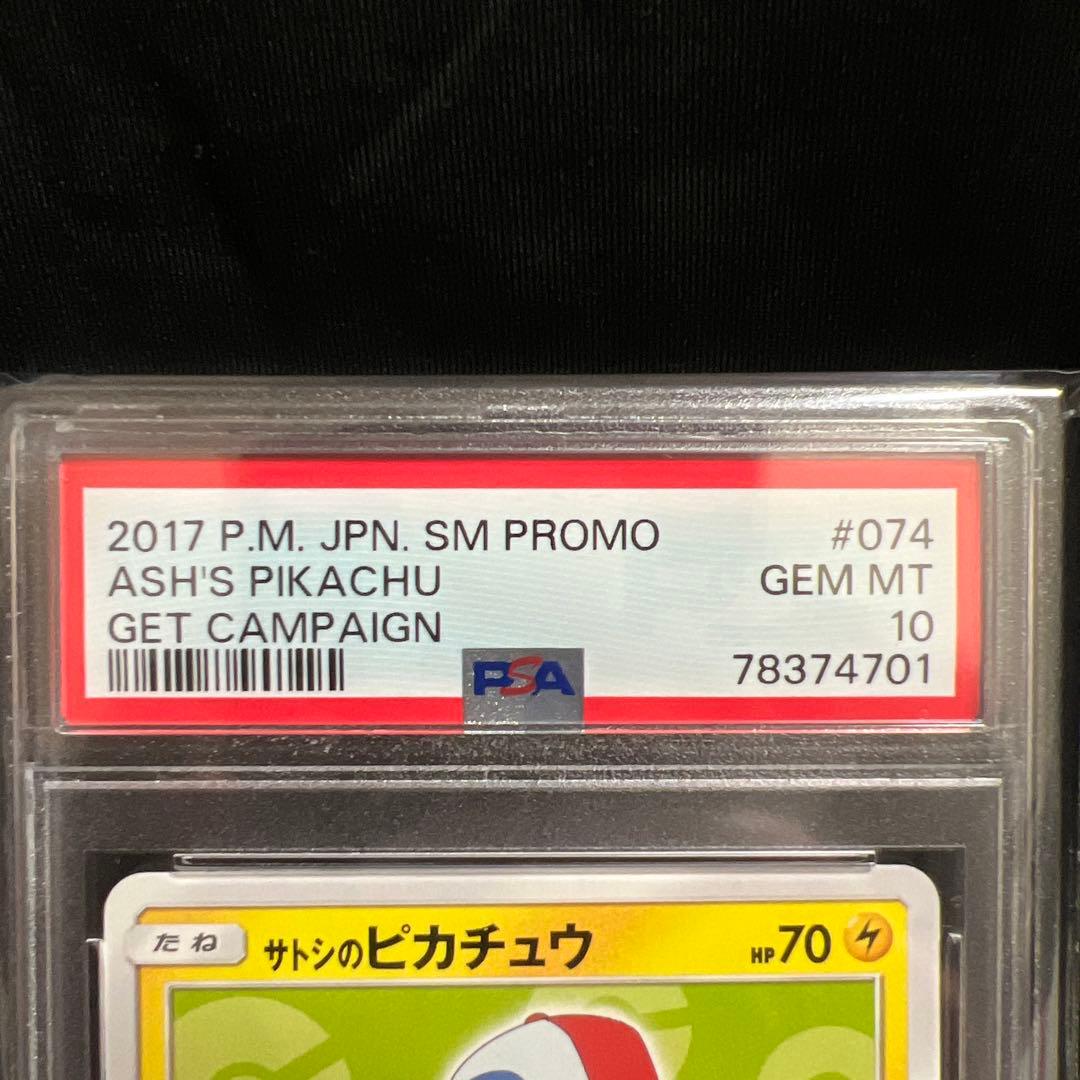 2017 P.M. JPN. SM PROMO #074
ASH'S PIKACHU GEM MT
GET CAMPAIGN 10
PSA 78374701
たね サトシのピカチュウ HP70